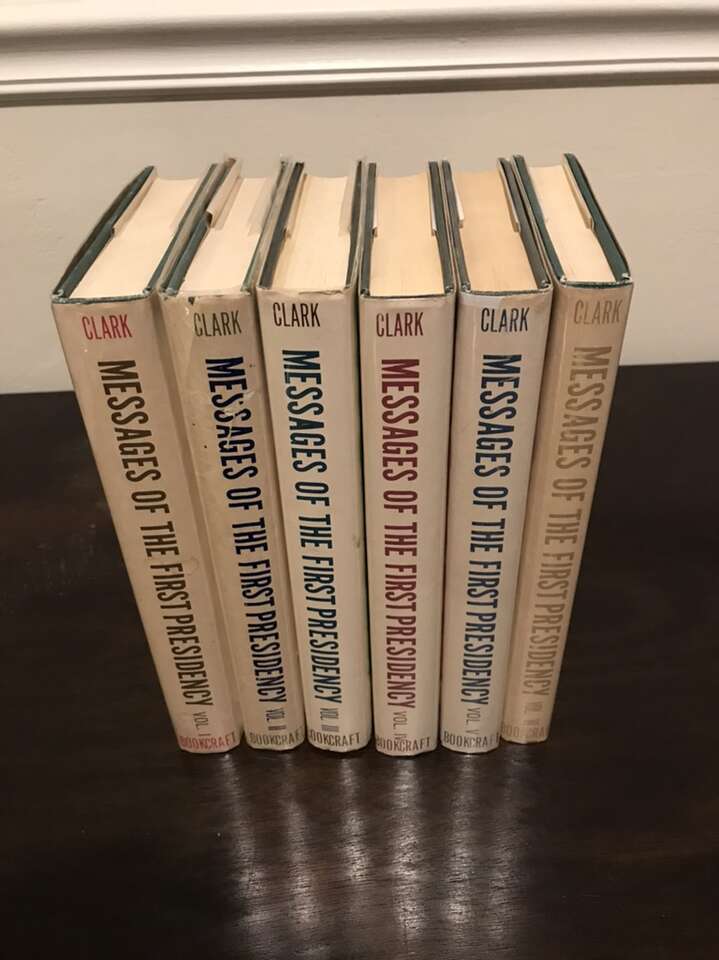 CLARK
MESSAGES OF THE FIRST PRESIDENCY VOL. I
BOOKCRAFT
CLARK
MESSAGES OF THE FIRST PRESIDENCY VOL. II
BOOKCRAFT
CLARK
MESSAGES OF THE FIRST PRESIDENCY VOL. III
BOOKCRAFT
CLARK
MESSAGES OF THE FIRST PRESIDENCY VOL. IV
BOOKCRAFT
CLARK
MESSAGES OF THE FIRST PRESIDENCY VOL. V
BOOKCRAFT
CLARK
MESSAGES OF THE FIRST PRESIDENCY VOL.
BOOKCRA